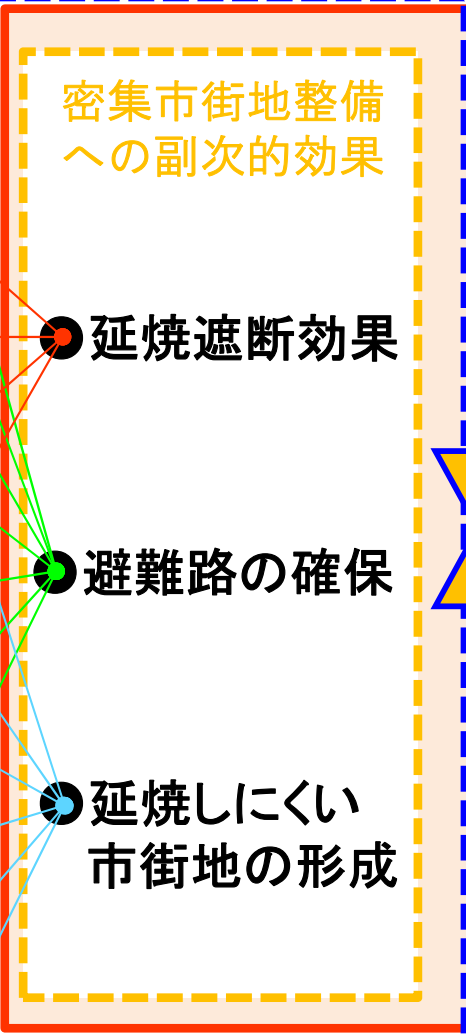 密集市街地整備
への副次的効果
●延焼遮断効果
●避難路の確保
●延焼しにくい
市街地の形成